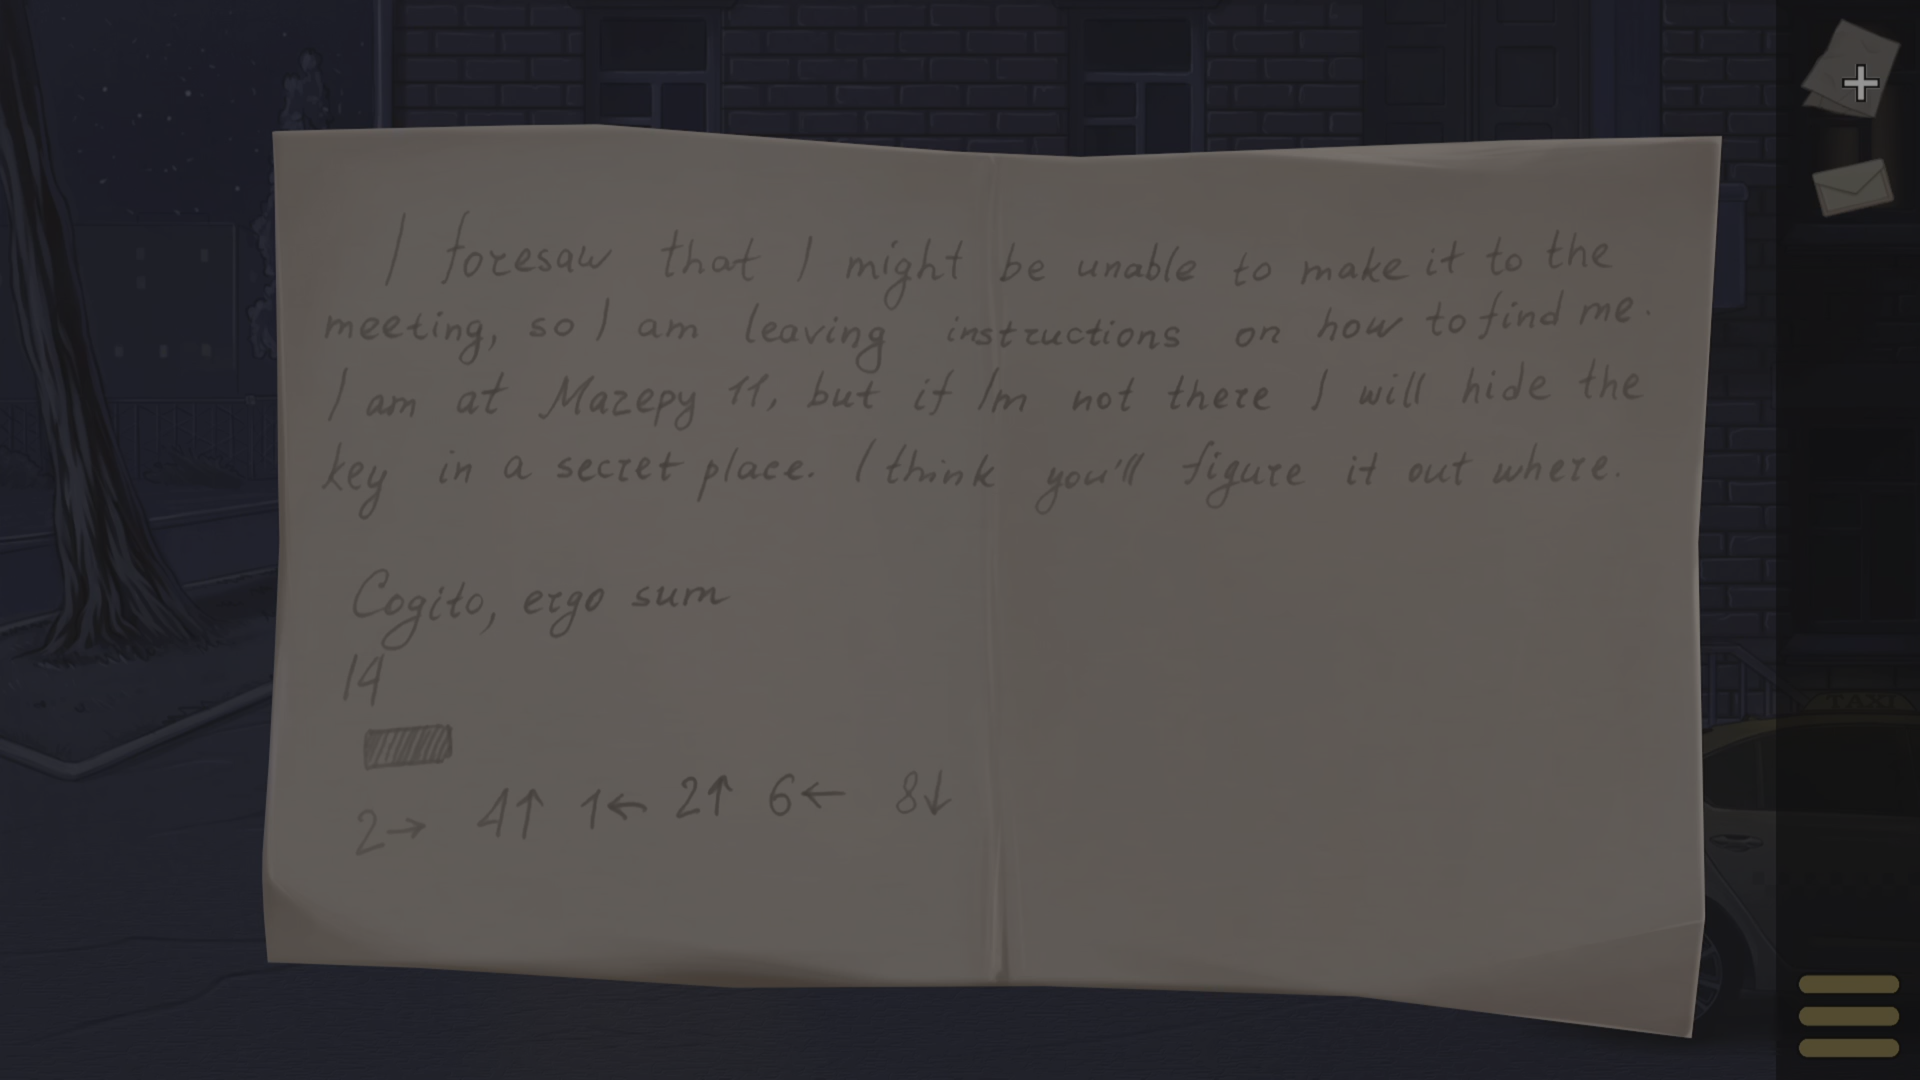 I foresaw that I might be unable to make it to the
meeting, so I am leaving instructions on how to find me.
I am at Mazepy 11, but if I'm not there I will hide the
key in a secret place. I think you'll figure it out where.
Cogito, ergo sum
14
2→ 4↑ 1← 2↑ 6← 8↓
TAXI